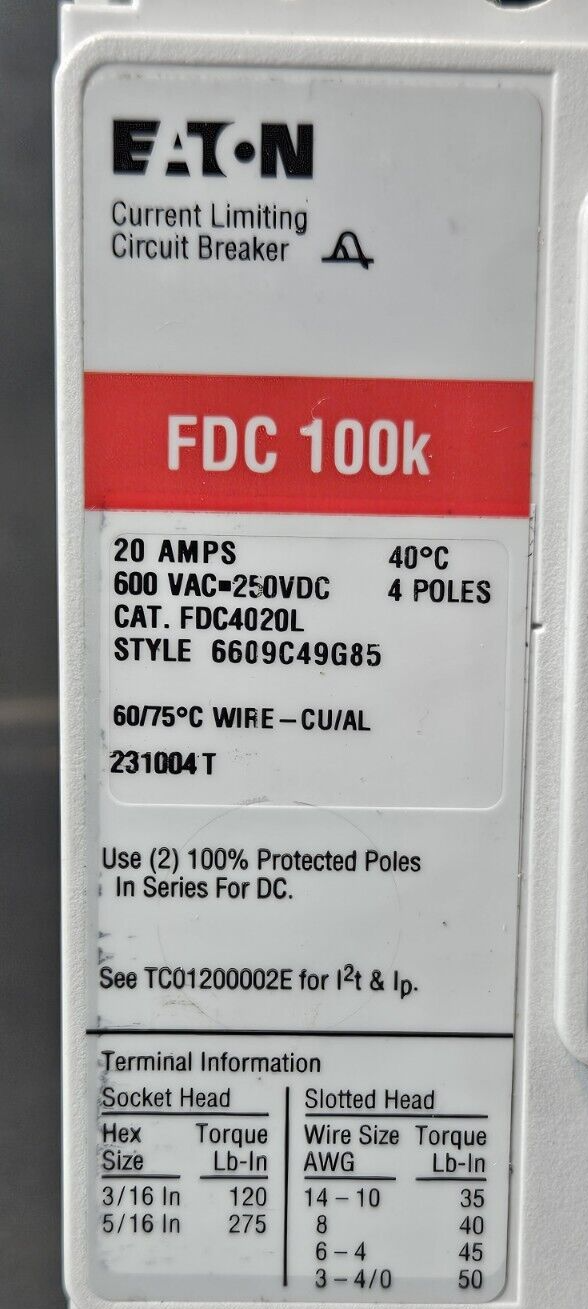 EATON
Current Limiting
Circuit Breaker
FDC 100k
20 AMPS 40°C
600 VAC▪250VDC 4 POLES
CAT. FDC4020L
STYLE 6609C49G85
60/75°C WIRE–CU/AL
231004 T
Use (2) 100% Protected Poles
In Series For DC.
See TC01200002E for I²t & Ip.
Terminal Information
Socket Head Slotted Head
Hex Torque Wire Size Torque
Size Lb-In AWG Lb-In
3/16 In 120 14 – 10 35
5/16 In 275 8 40
6 – 4 45
3 – 4/0 50